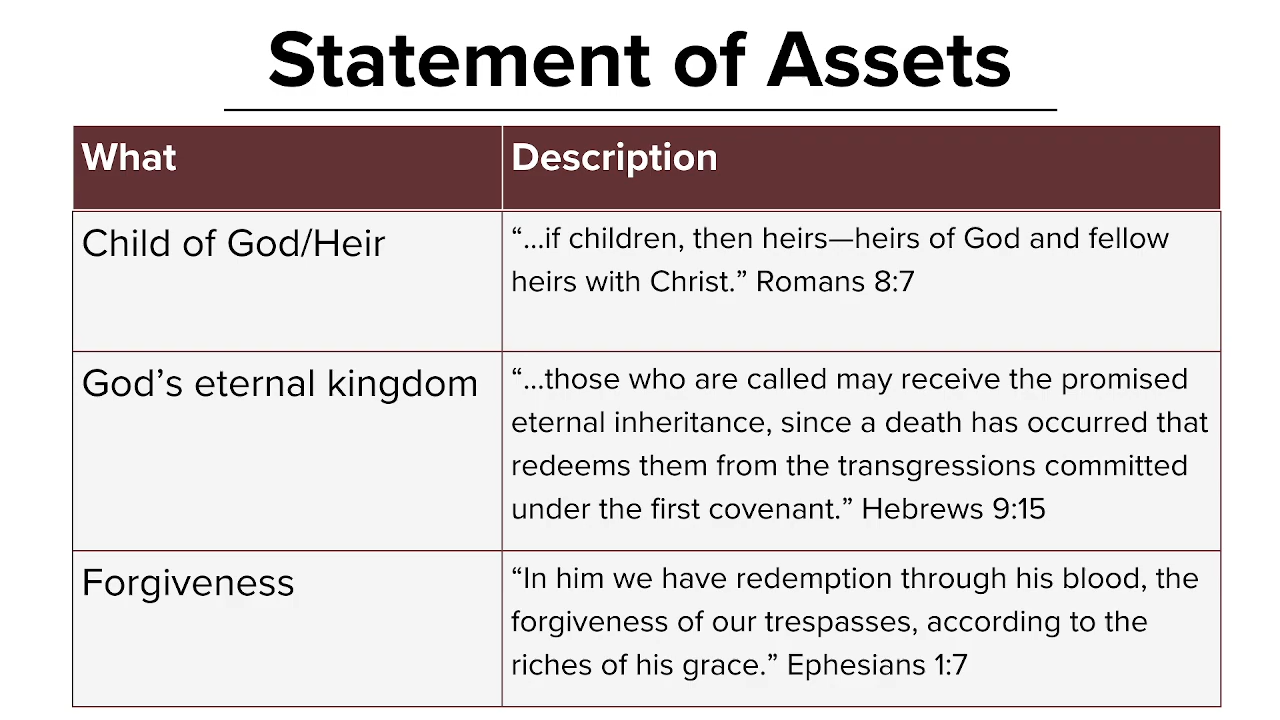 Statement of Assets
What
Description
Child of God/Heir
“...if children, then heirs—heirs of God and fellow
heirs with Christ.” Romans 8:7
God’s eternal kingdom
“...those who are called may receive the promised
eternal inheritance, since a death has occurred that
redeems them from the transgressions committed
under the first covenant.” Hebrews 9:15
Forgiveness
“In him we have redemption through his blood, the
forgiveness of our trespasses, according to the
riches of his grace.” Ephesians 1:7